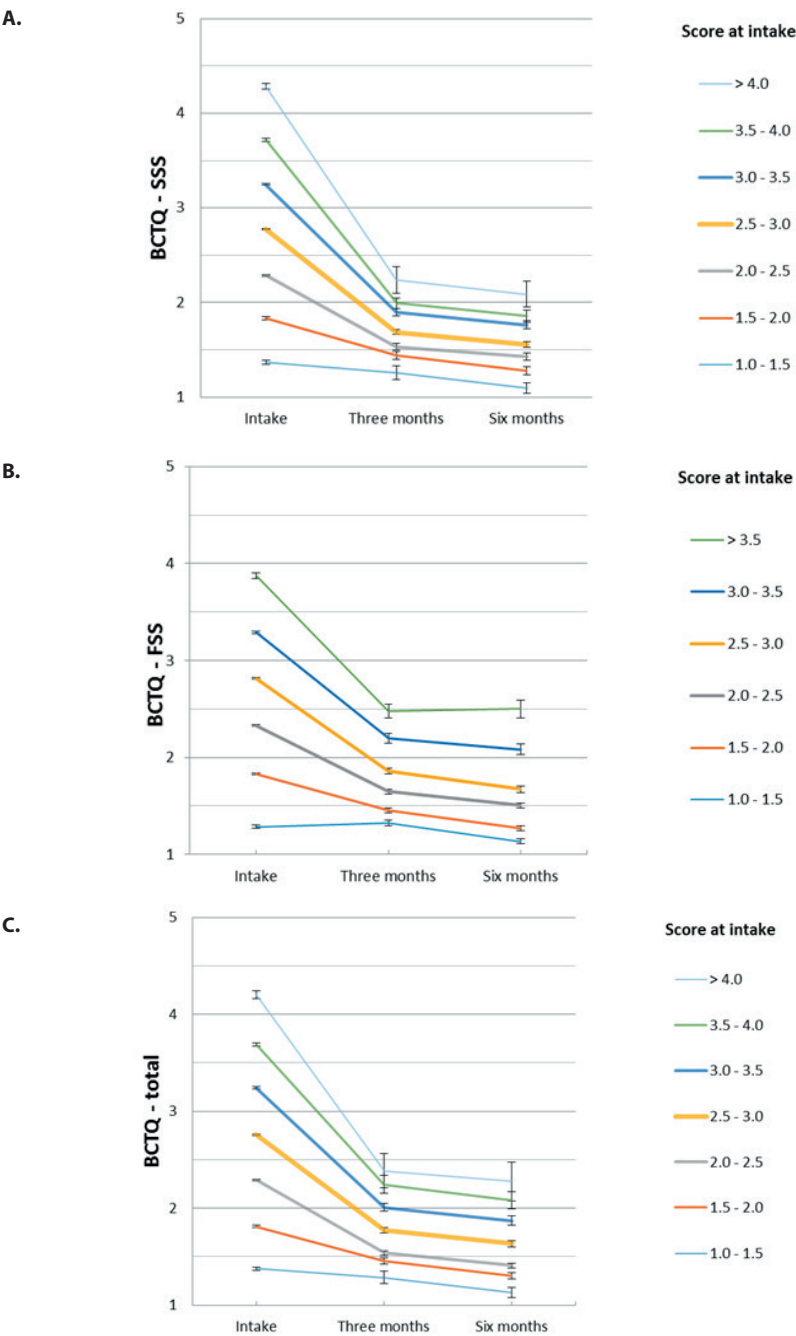 A.
BCTQ - SSS
5
4
3
2
1
Intake
Three months
Six months
Score at intake
> 4.0
3.5 - 4.0
3.0 - 3.5
2.5 - 3.0
2.0 - 2.5
1.5 - 2.0
1.0 - 1.5
B.
BCTQ - FSS
5
4
3
2
1
Intake
Three months
Six months
Score at intake
> 3.5
3.0 - 3.5
2.5 - 3.0
2.0 - 2.5
1.5 - 2.0
1.0 - 1.5
C.
BCTQ - total
5
4
3
2
1
Intake
Three months
Six months
Score at intake
> 4.0
3.5 - 4.0
3.0 - 3.5
2.5 - 3.0
2.0 - 2.5
1.5 - 2.0
1.0 - 1.5